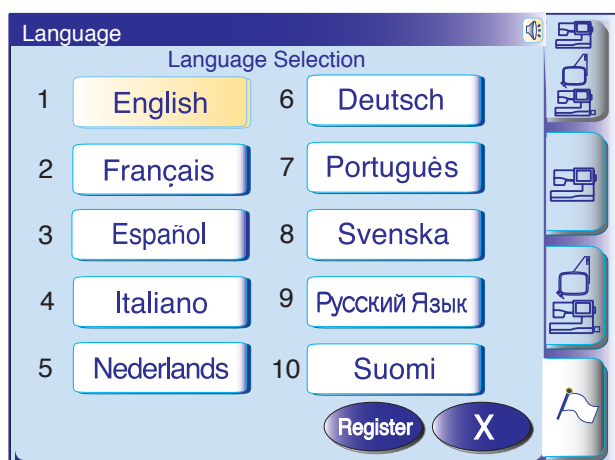 Language
Language Selection
1 English
6 Deutsch
2 Français
7 Português
3 Español
8 Svenska
4 Italiano
9 Русский Язык
5 Nederlands
10 Suomi
Register X